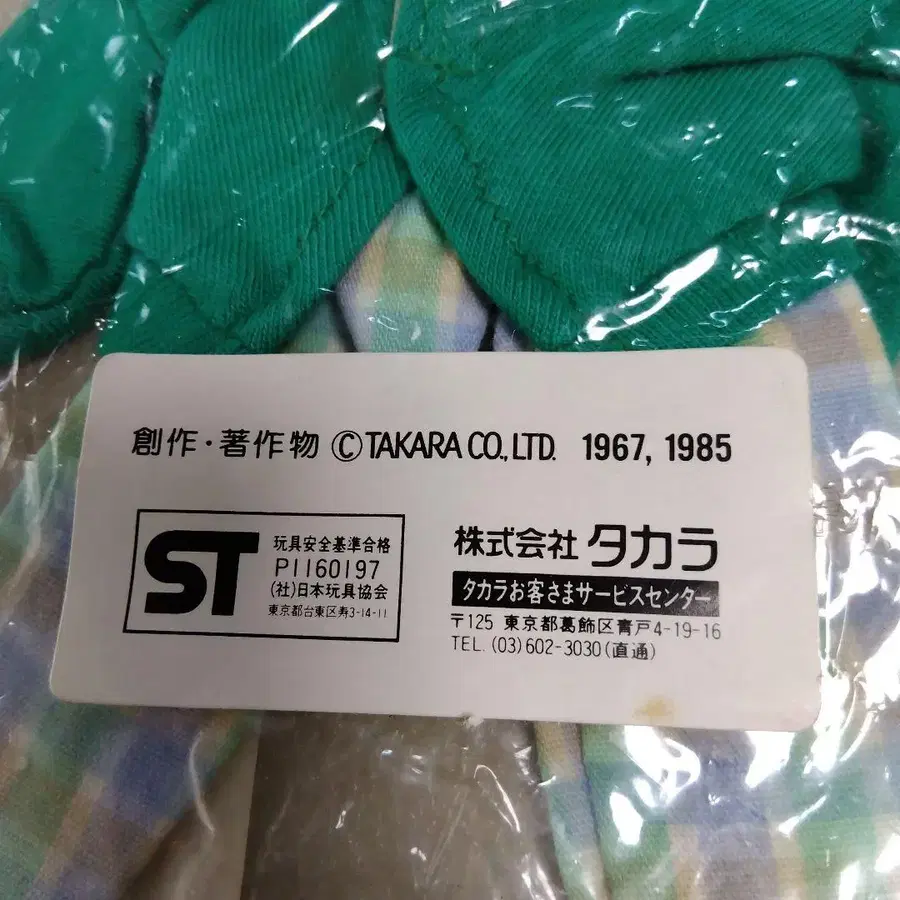 創作・著作物 ©TAKARA CO.,LTD. 1967, 1985
ST
玩具安全基準合格
P1160197
(社)日本玩具協会
東京都台東区寿3-14-11
株式会社 タカラ
タカラお客さまサービスセンター
〒125 東京都葛飾区青戸4-19-16
TEL. (03)602-3030(直通)